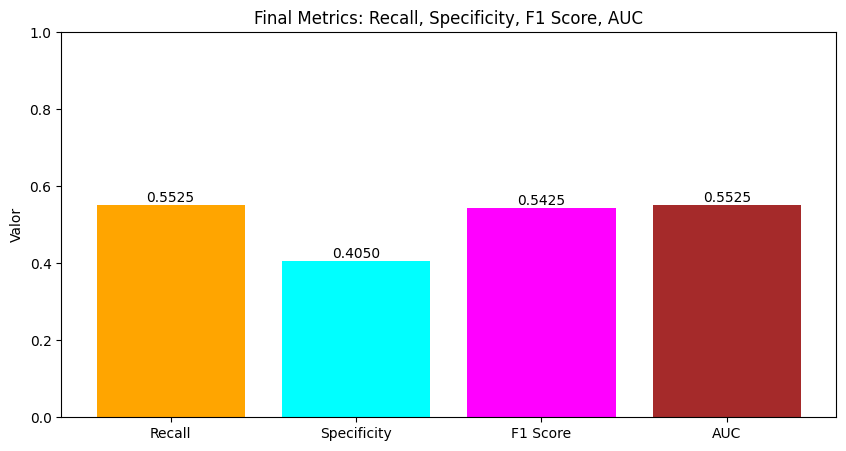 Final Metrics: Recall, Specificity, F1 Score, AUC
1.0
0.8
0.6
0.4
0.2
0.0
Valor
0.5525
0.4050
0.5425
0.5525
Recall
Specificity
F1 Score
AUC